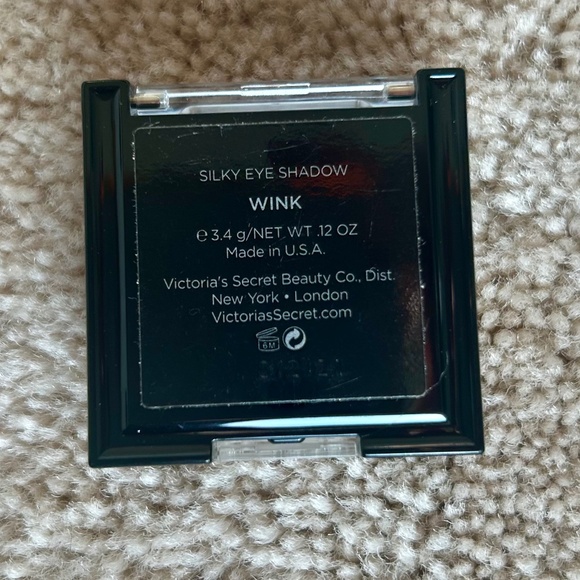 SILKY EYE SHADOW
WINK
℮ 3.4 g/NET WT .12 OZ
Made in U.S.A.
Victoria's Secret Beauty Co., Dist.
New York • London
VictoriasSecret.com
6M